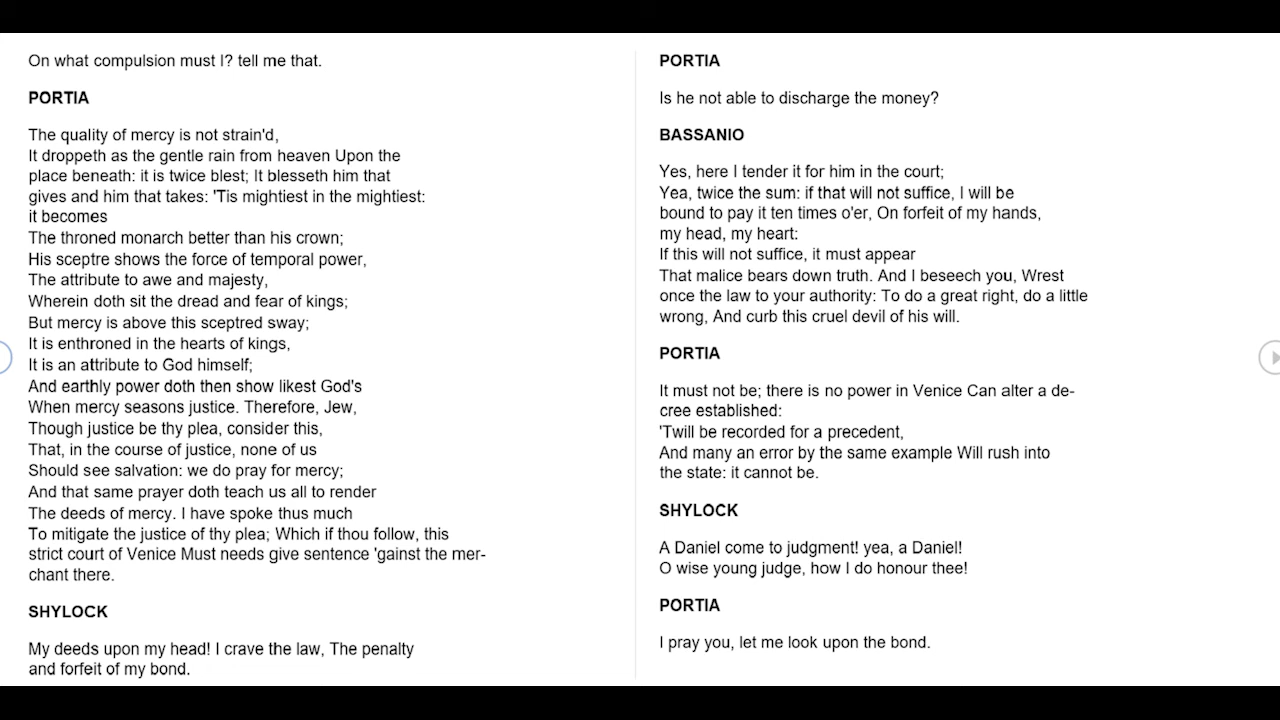 On what compulsion must I? tell me that.
PORTIA
The quality of mercy is not strain'd,
It droppeth as the gentle rain from heaven Upon the
place beneath: it is twice blest; It blesseth him that
gives and him that takes: 'Tis mightiest in the mightiest:
it becomes
The throned monarch better than his crown;
His sceptre shows the force of temporal power,
The attribute to awe and majesty,
Wherein doth sit the dread and fear of kings;
But mercy is above this sceptred sway;
It is enthroned in the hearts of kings,
It is an attribute to God himself;
And earthly power doth then show likest God's
When mercy seasons justice. Therefore, Jew,
Though justice be thy plea, consider this,
That, in the course of justice, none of us
Should see salvation: we do pray for mercy;
And that same prayer doth teach us all to render
The deeds of mercy. I have spoke thus much
To mitigate the justice of thy plea; Which if thou follow, this
strict court of Venice Must needs give sentence 'gainst the mer-
chant there.
SHYLOCK
My deeds upon my head! I crave the law, The penalty
and forfeit of my bond.
PORTIA
Is he not able to discharge the money?
BASSANIO
Yes, here I tender it for him in the court;
Yea, twice the sum: if that will not suffice, I will be
bound to pay it ten times o'er, On forfeit of my hands,
my head, my heart:
If this will not suffice, it must appear
That malice bears down truth. And I beseech you, Wrest
once the law to your authority: To do a great right, do a little
wrong, And curb this cruel devil of his will.
PORTIA
It must not be; there is no power in Venice Can alter a de-
cree established:
'Twill be recorded for a precedent,
And many an error by the same example Will rush into
the state: it cannot be.
SHYLOCK
A Daniel come to judgment! yea, a Daniel!
O wise young judge, how I do honour thee!
PORTIA
I pray you, let me look upon the bond.